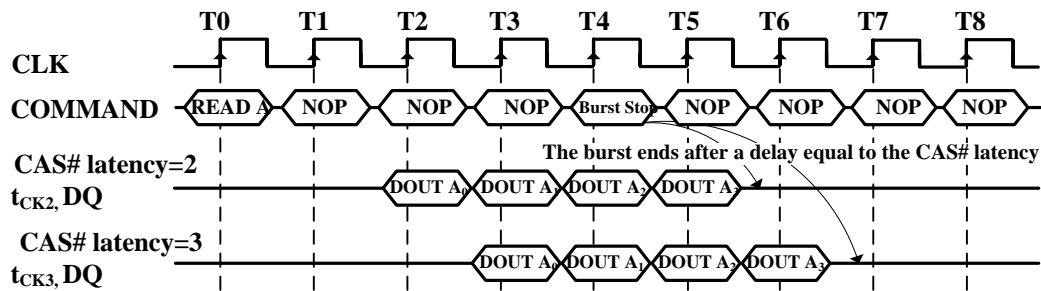 T0 T1 T2 T3 T4 T5 T6 T7 T8
CLK
COMMAND READ A NOP NOP NOP Burst Stop NOP NOP NOP NOP
The burst ends after a delay equal to the CAS# latency
CAS# latency=2
tCK2, DQ DOUT A0 DOUT A1 DOUT A2 DOUT A3
CAS# latency=3
tCK3, DQ DOUT A0 DOUT A1 DOUT A2 DOUT A3